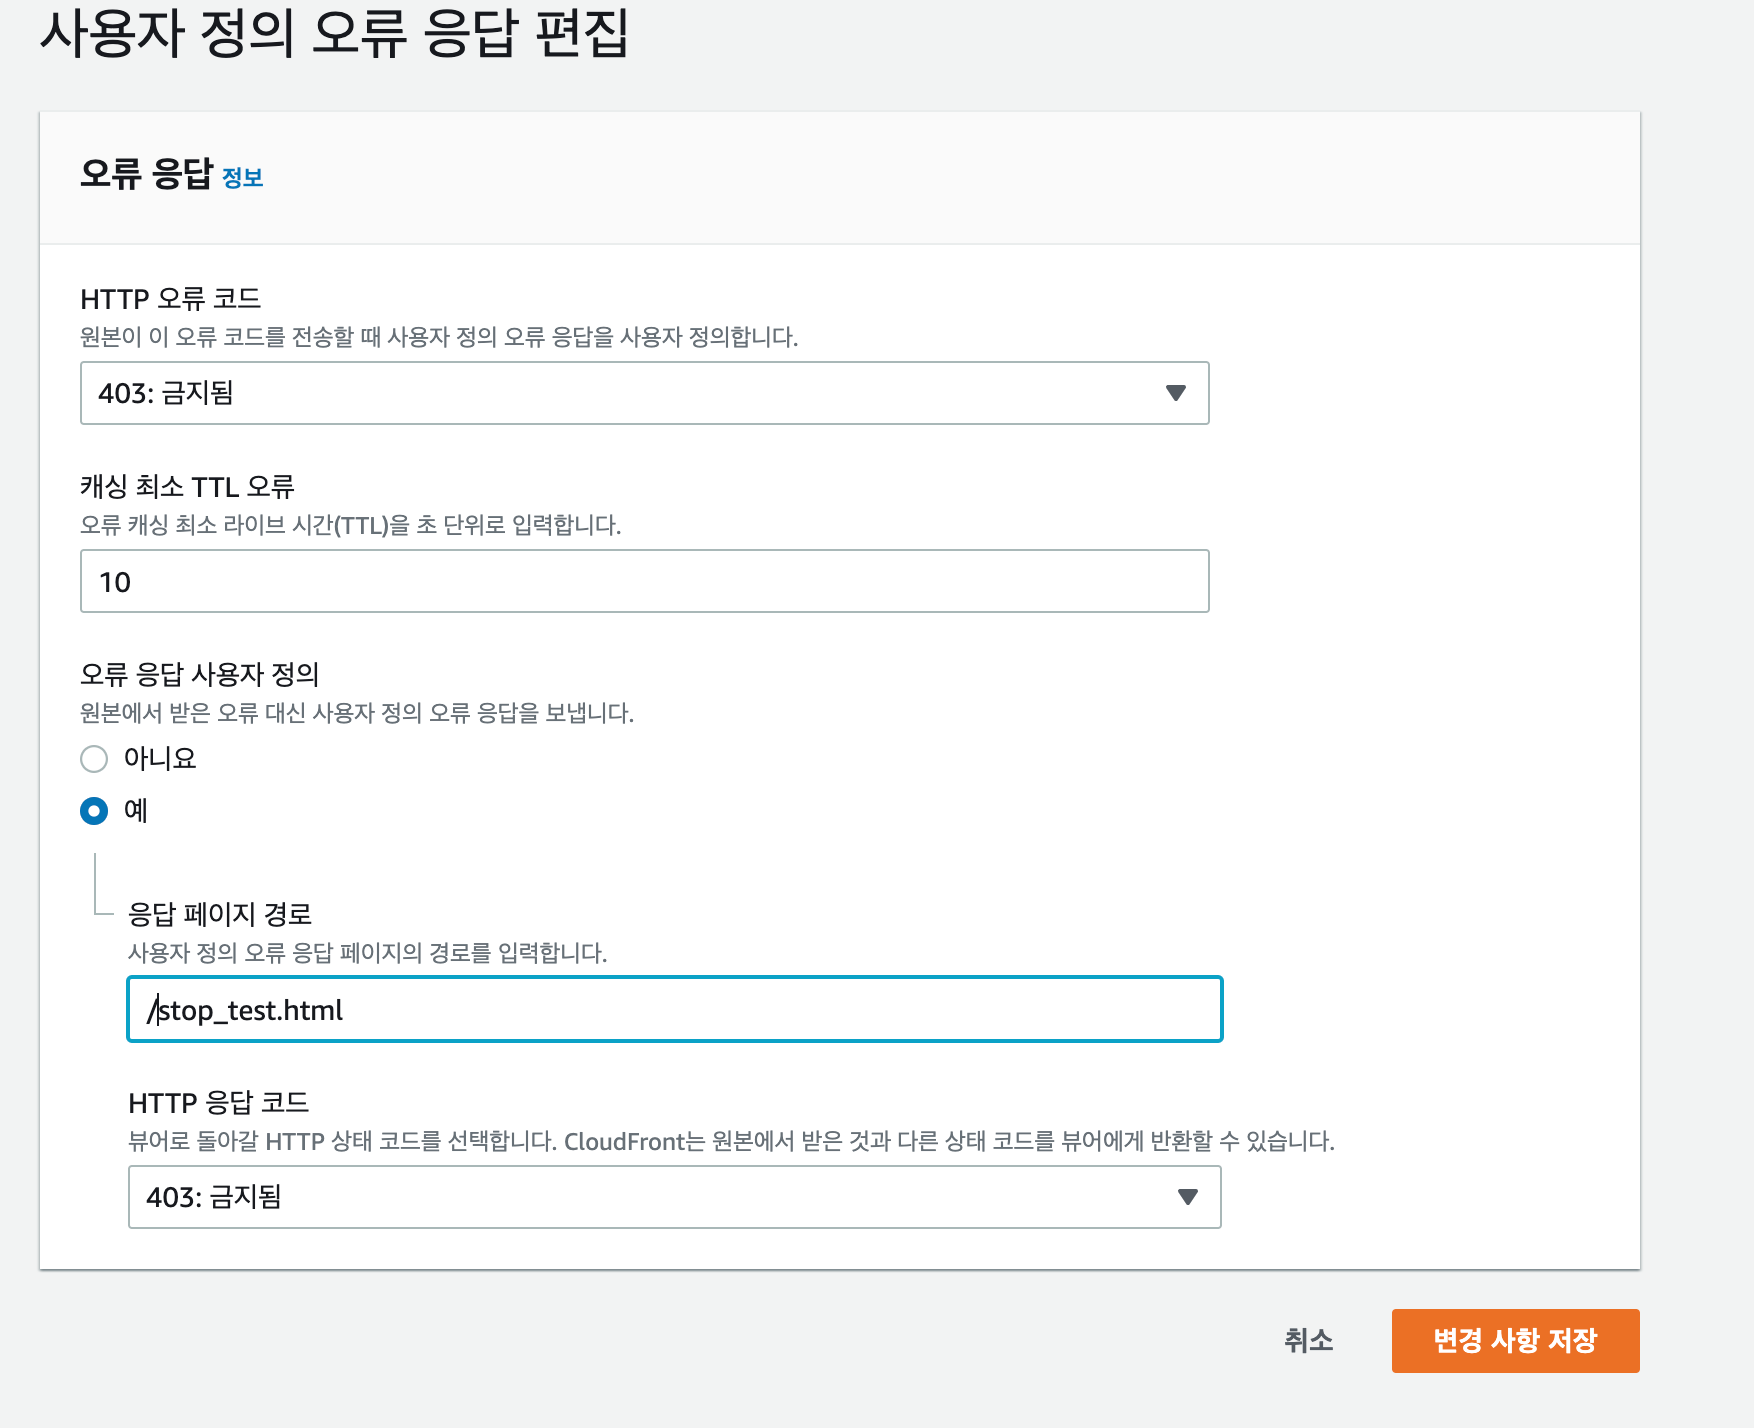 사용자 정의 오류 응답 편집
오류 응답 정보
HTTP 오류 코드
원본이 이 오류 코드를 전송할 때 사용자 정의 오류 응답을 사용자 정의합니다.
403: 금지됨
캐싱 최소 TTL 오류
오류 캐싱 최소 라이브 시간(TTL)을 초 단위로 입력합니다.
10
오류 응답 사용자 정의
원본에서 받은 오류 대신 사용자 정의 오류 응답을 보냅니다.
아니요
예
응답 페이지 경로
사용자 정의 오류 응답 페이지의 경로를 입력합니다.
/stop_test.html
HTTP 응답 코드
뷰어로 돌아갈 HTTP 상태 코드를 선택합니다. CloudFront는 원본에서 받은 것과 다른 상태 코드를 뷰어에게 반환할 수 있습니다.
403: 금지됨
취소
변경 사항 저장